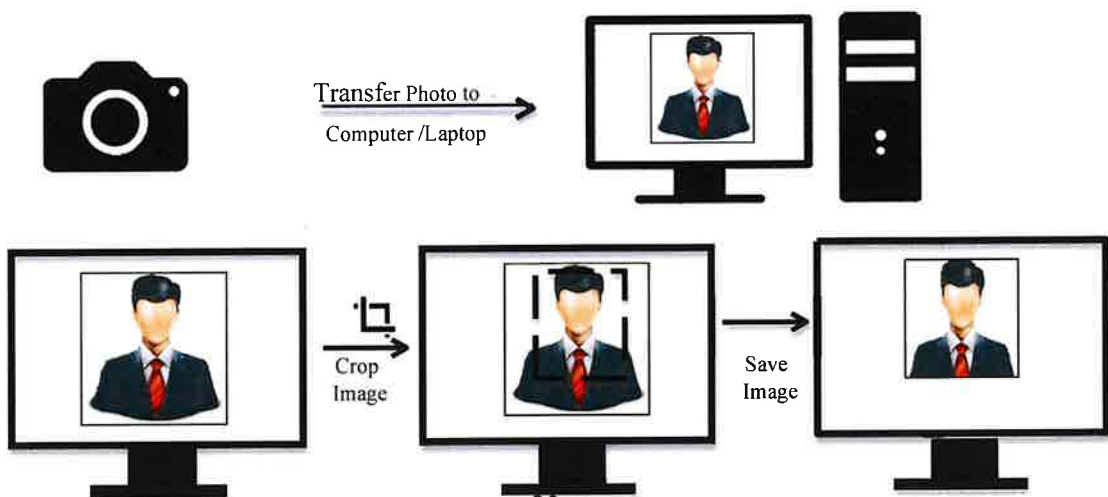 Transfer Photo to
Computer /Laptop
Crop
Image
Save
Image